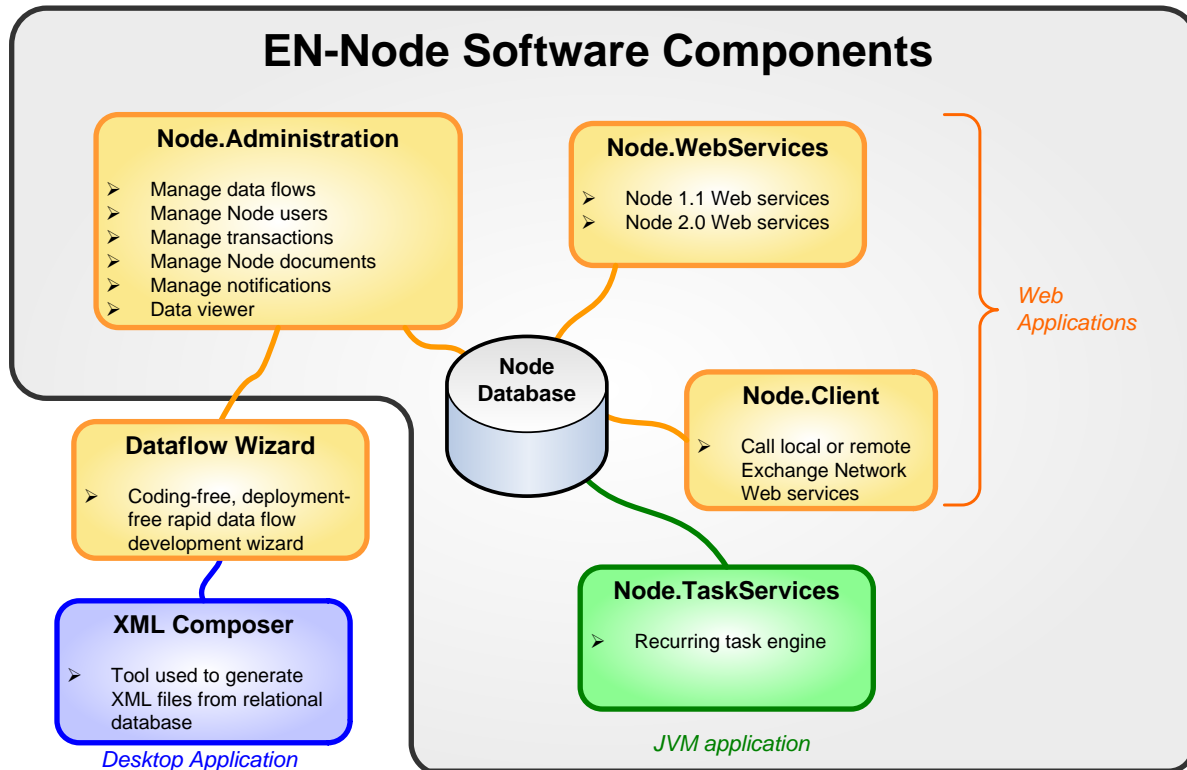 EN-Node Software Components
Node.Administration
➢ Manage data flows
➢ Manage Node users
➢ Manage transactions
➢ Manage Node documents
➢ Manage notifications
➢ Data viewer
Node.WebServices
➢ Node 1.1 Web services
➢ Node 2.0 Web services
Web
Applications
Node
Database
Node.Client
➢ Call local or remote
Exchange Network
Web services
Dataflow Wizard
➢ Coding-free, deployment-
free rapid data flow
development wizard
Node.TaskServices
➢ Recurring task engine
XML Composer
➢ Tool used to generate
XML files from relational
database
JVM application
Desktop Application